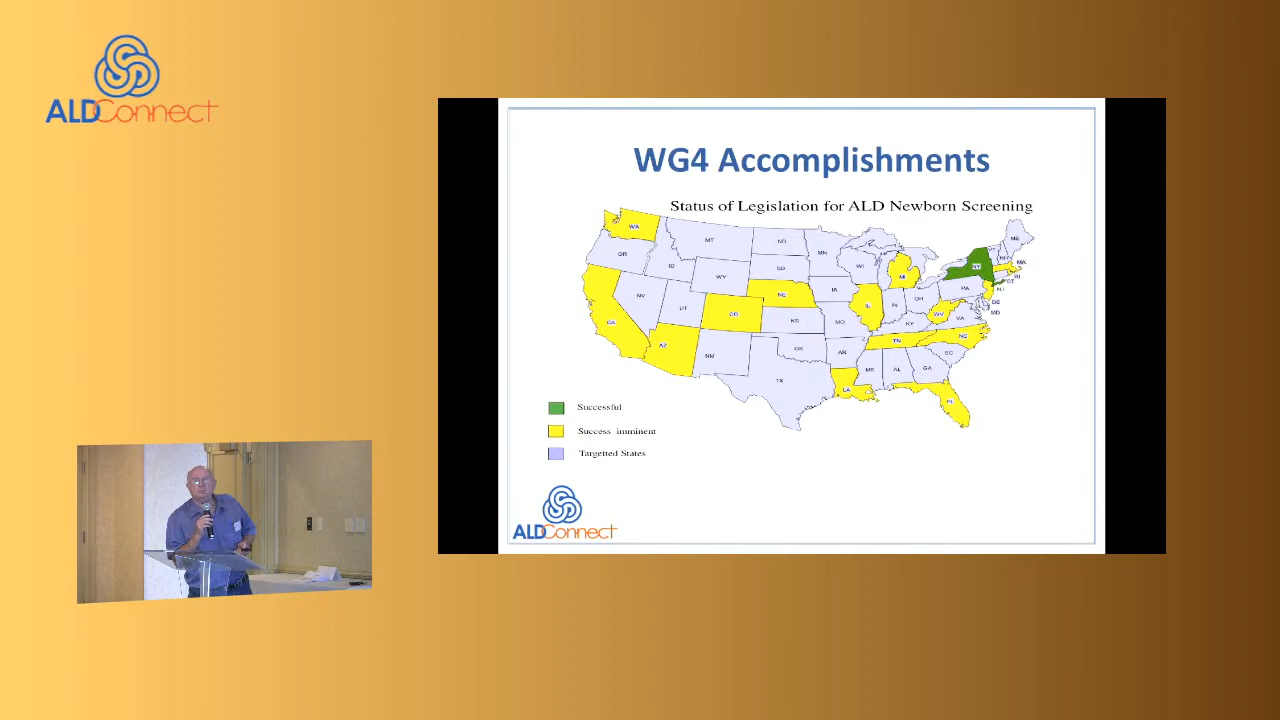 ALDConnect
WG4 Accomplishments
Status of Legislation for ALD Newborn Screening
WA
MT
ND
MN
ME
VT
NH
OR
ID
SD
WI
MI
NY
MA
RI
CT
WY
NE
IA
PA
NJ
NV
UT
CO
IL
IN
OH
DE
MD
WV
VA
CA
KS
MO
KY
AZ
NM
OK
AR
TN
NC
SC
TX
LA
MS
AL
GA
FL
Successful
Success imminent
Targetted States
ALDConnect